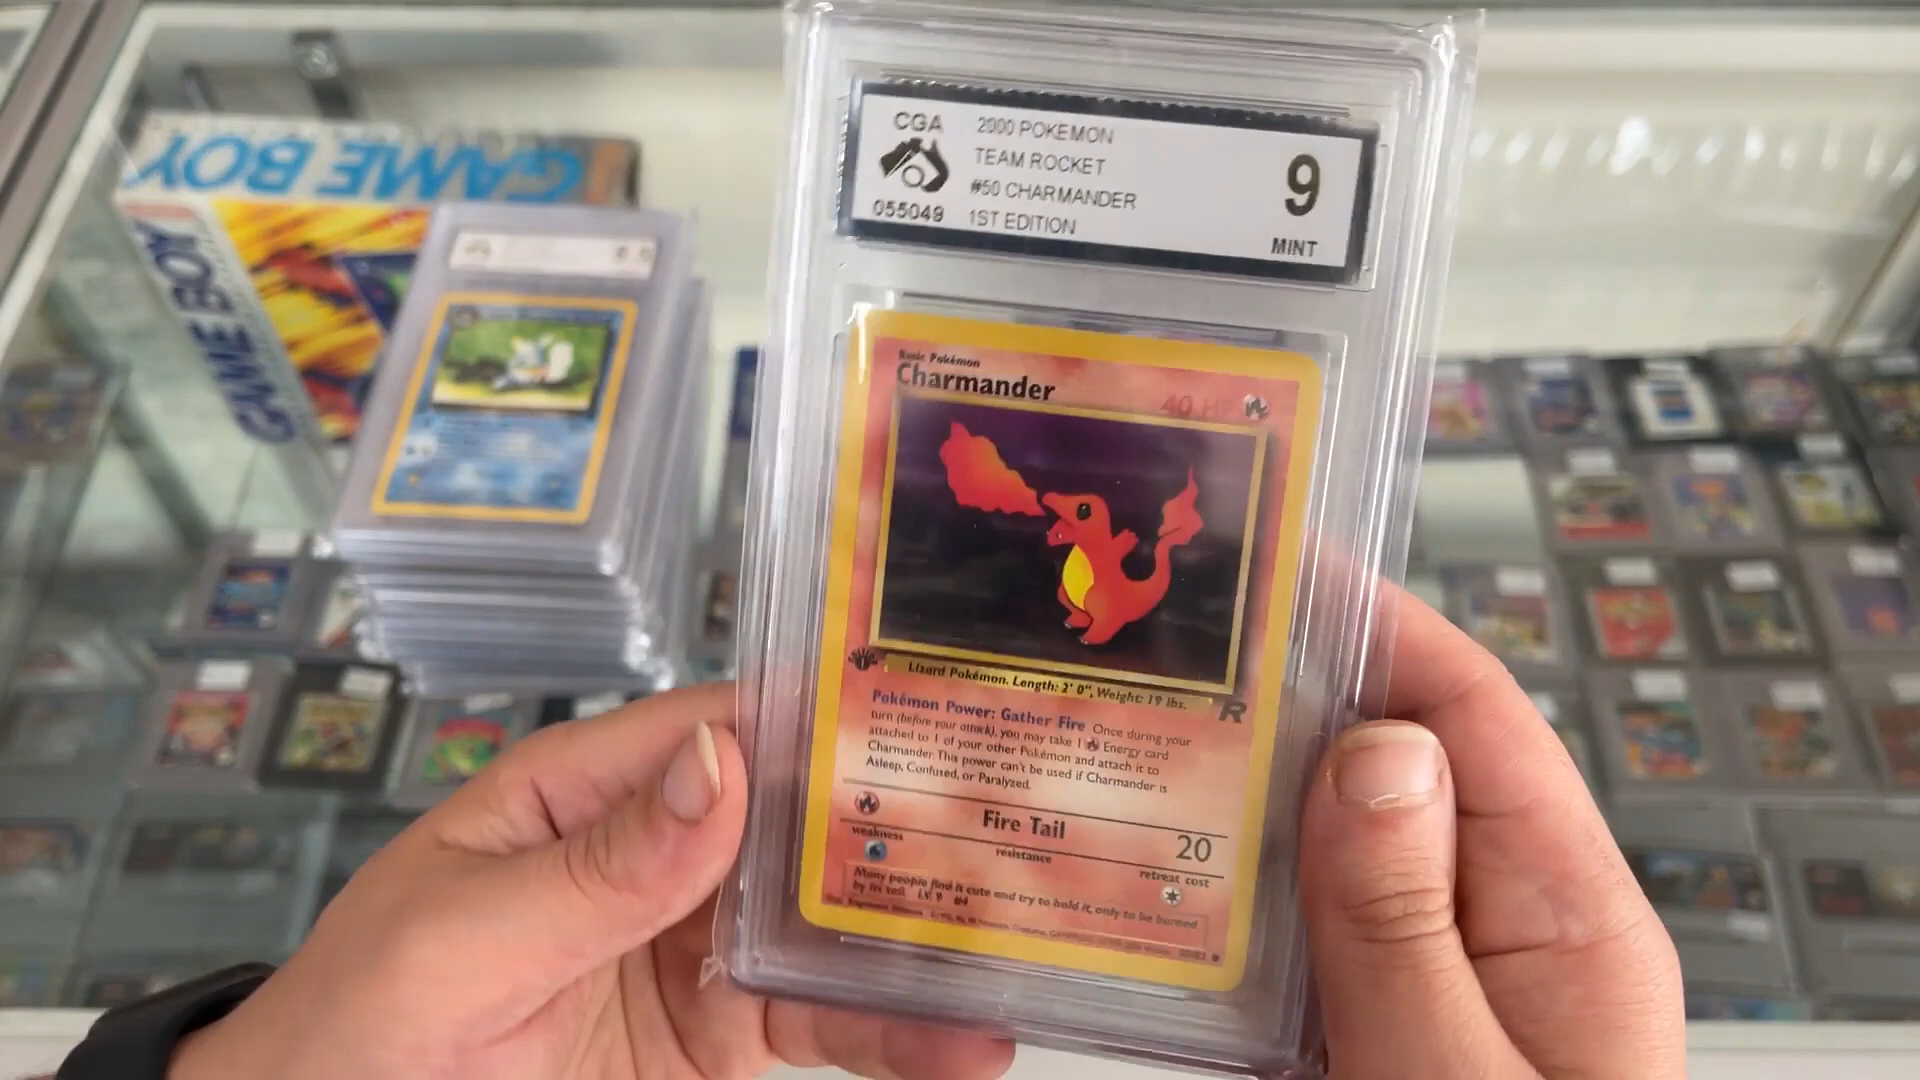 GAME BOY
GAME BOY
CGA
055049
2000 POKEMON
TEAM ROCKET
#50 CHARMANDER
1ST EDITION
9
MINT
Basic Pokémon
Charmander
40 HP
Lizard Pokémon. Length: 2' 0", Weight: 19 lbs.
R
Pokémon Power: Gather Fire Once during your
turn (before your attack), you may take 1 Energy card
attached to 1 of your other Pokémon and attach it to
Charmander. This power can't be used if Charmander is
Asleep, Confused, or Paralyzed.
Fire Tail
20
weakness
resistance
retreat cost
Many people find it cute and try to hold it, only to be burned
by its tail. LV. 9 #4